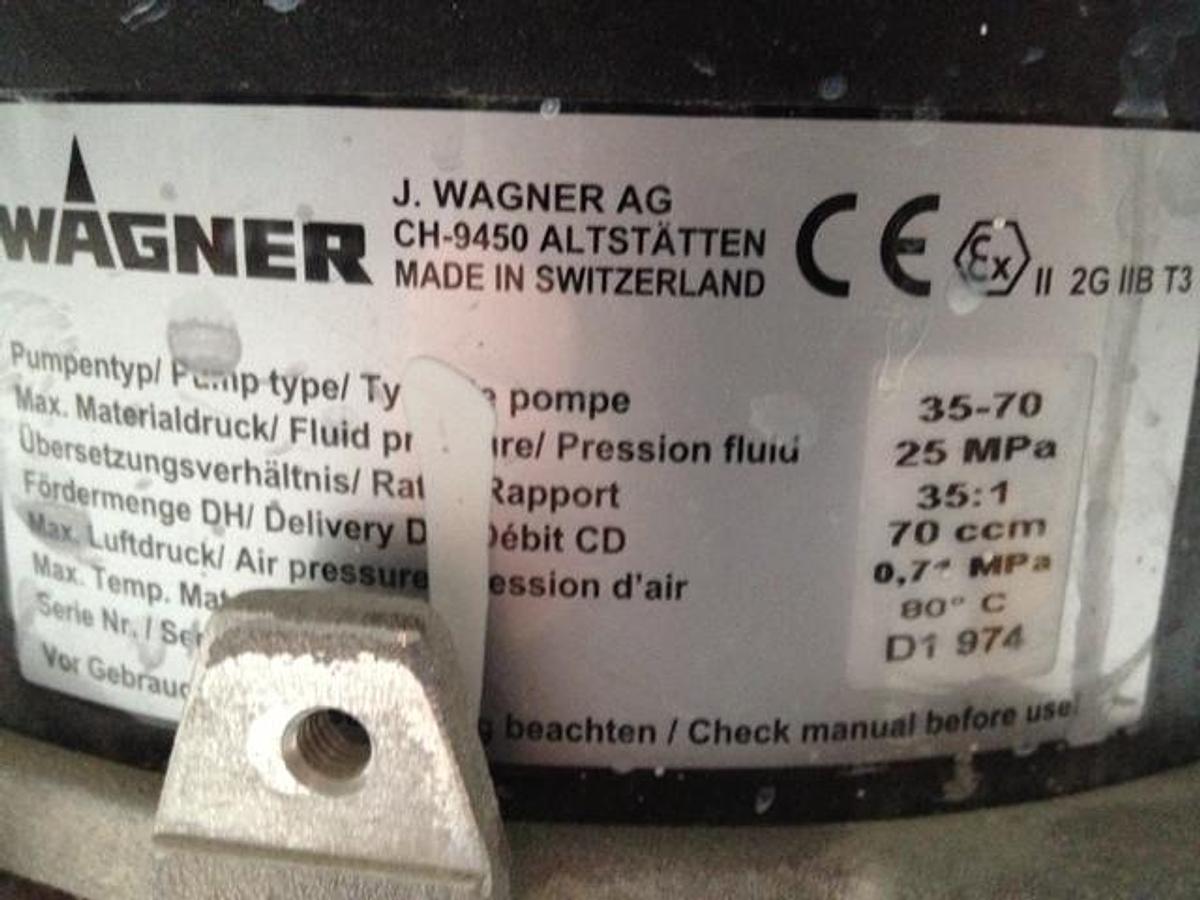 WAGNER
J. WAGNER AG
CH-9450 ALTSTÄTTEN
MADE IN SWITZERLAND
CE Ex II 2G IIB T3
Pumpentyp/ Pump type/ pompe 35-70
Max. Materialdruck/ Fluid Pression fluid 25 MPa
Übersetzungsverhältnis/ Rapport 35:1
Fördermenge DH/ Delivery Débit CD 70 ccm
Max. Luftdruck/ Air pressure d'air MPa
Max. Temp. 80° C
Serie Nr. / D1 974
Vor beachten / Check manual before use!